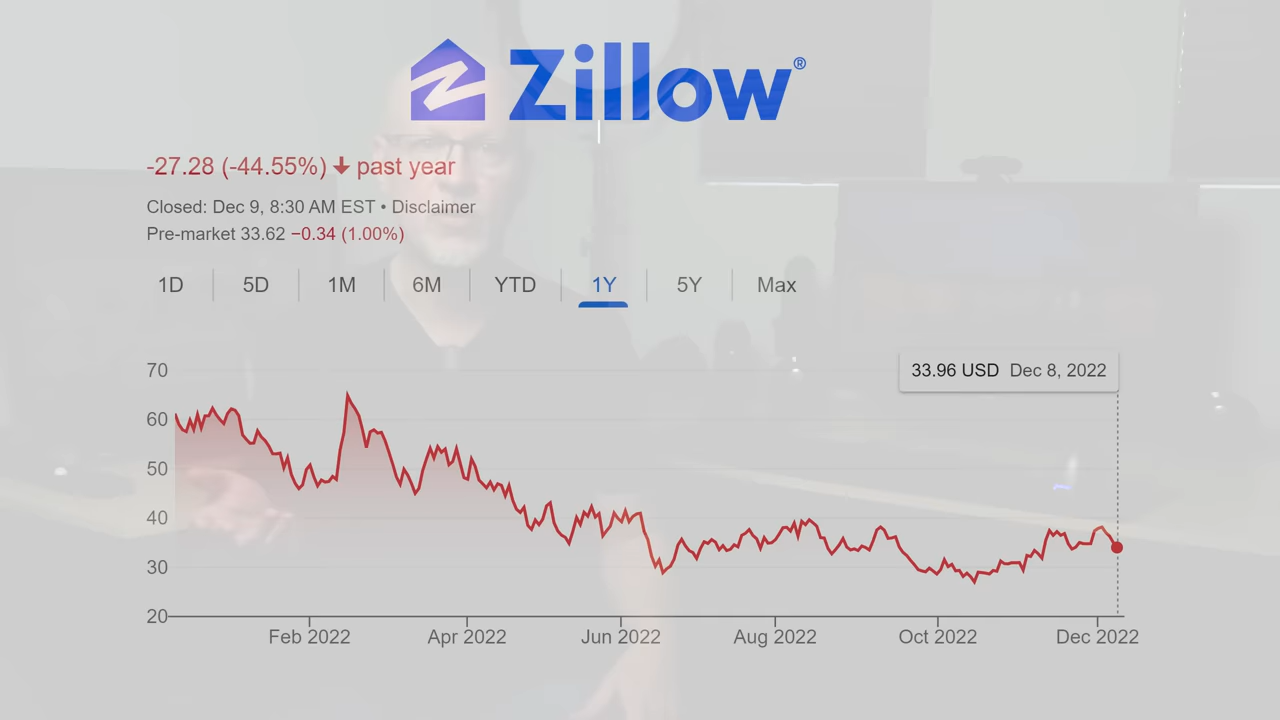 Zillow®
-27.28 (-44.55%) ↓ past year
Closed: Dec 9, 8:30 AM EST • Disclaimer
Pre-market 33.62 −0.34 (1.00%)
1D 5D 1M 6M YTD 1Y 5Y Max
33.96 USD Dec 8, 2022
70
60
50
40
30
20
Feb 2022 Apr 2022 Jun 2022 Aug 2022 Oct 2022 Dec 2022